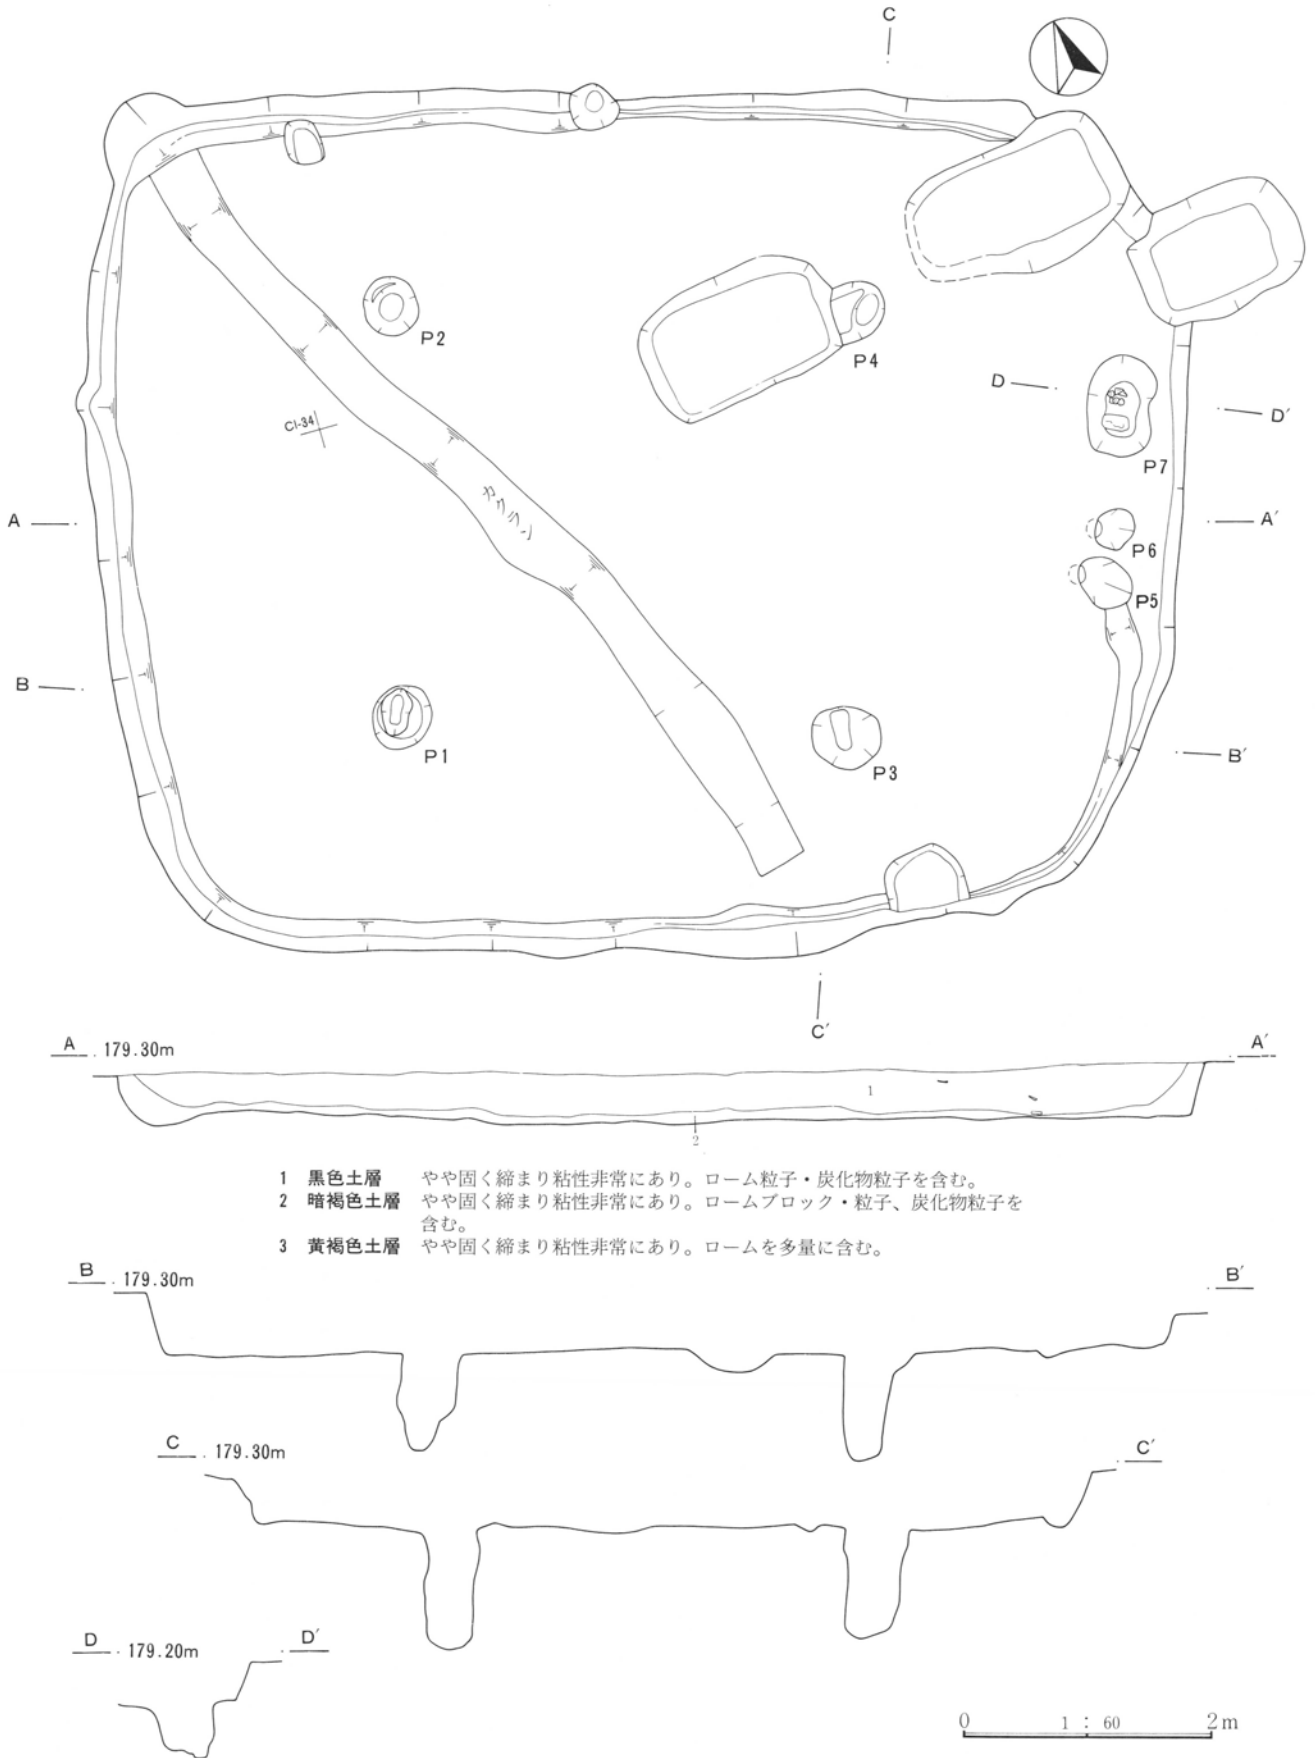 C
P2
P4
D
D′
CI-34
P7
カクラン
A
A′
P6
P5
B
P1
P3
B′
C′
A 179.30m A′
1
2
1 黒色土層 やや固く締まり粘性非常にあり。ローム粒子・炭化物粒子を含む。
2 暗褐色土層 やや固く締まり粘性非常にあり。ロームブロック・粒子、炭化物粒子を
含む。
3 黄褐色土層 やや固く締まり粘性非常にあり。ロームを多量に含む。
B 179.30m B′
C 179.30m C′
D 179.20m D′
0 1 : 60 2m